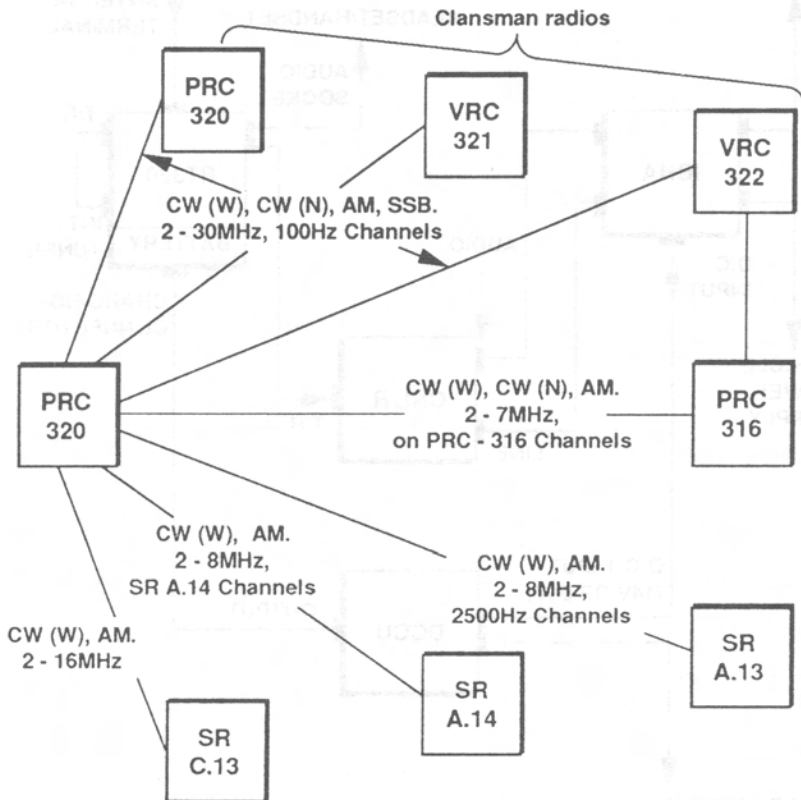 Clansman radios
PRC
320
VRC
321
VRC
322
CW (W), CW (N), AM, SSB.
2 - 30MHz, 100Hz Channels
PRC
320
CW (W), CW (N), AM.
2 - 7MHz,
on PRC - 316 Channels
PRC
316
CW (W), AM.
2 - 8MHz,
SR A.14 Channels
CW (W), AM.
2 - 8MHz,
2500Hz Channels
CW (W), AM.
2 - 16MHz
SR
A.13
SR
A.14
SR
C.13